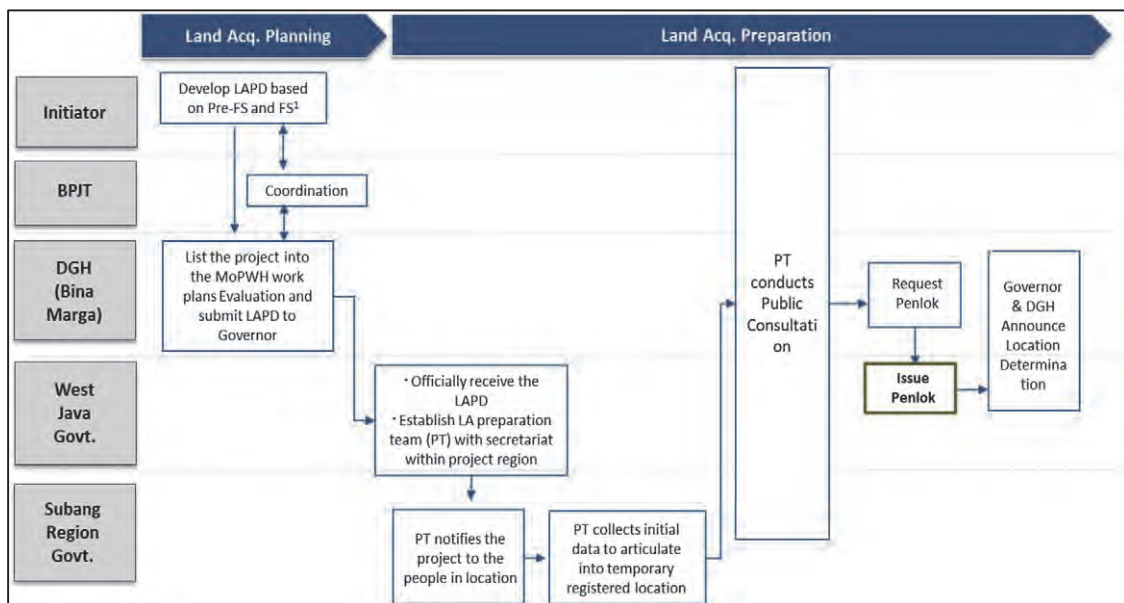 Land Acq. Planning
Land Acq. Preparation
Initiator
Develop LAPD based
on Pre-FS and FS¹
BPJT
Coordination
DGH
(Bina
Marga)
List the project into
the MoPWH work
plans Evaluation and
submit LAPD to
Governor
PT
conducts
Public
Consultati
on
Request
Penlok
Governor
& DGH
Announce
Location
Determina
tion
West
Java
Govt.
· Officially receive the
LAPD
· Establish LA preparation
team (PT) with secretariat
within project region
Issue
Penlok
Subang
Region
Govt.
PT notifies the
project to the
people in location
PT collects initial
data to articulate
into temporary
registered location